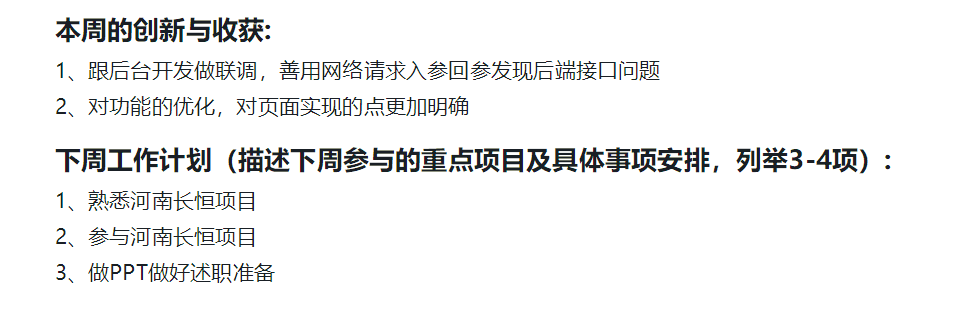 本周的创新与收获:
1、跟后台开发做联调，善用网络请求入参回参发现后端接口问题
2、对功能的优化，对页面实现的点更加明确
下周工作计划（描述下周参与的重点项目及具体事项安排，列举3-4项）:
1、熟悉河南长恒项目
2、参与河南长恒项目
3、做PPT做好述职准备